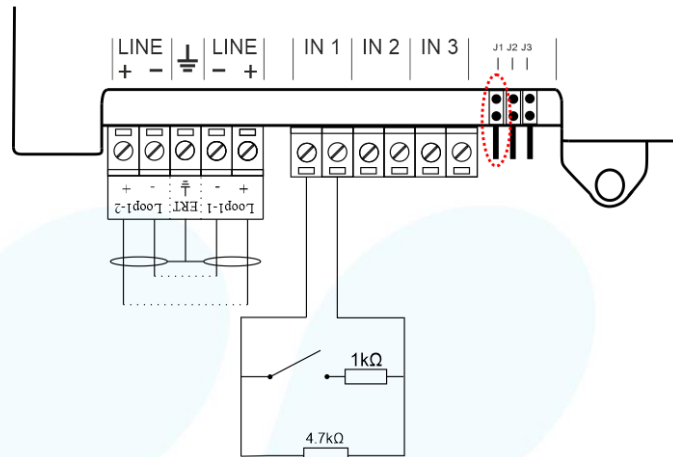 LINE LINE IN 1 IN 2 IN 3 J1 J2 J3
+ - - +
+ - - +
Loop1-2 ERT Loop1-1
1kΩ
4.7kΩ